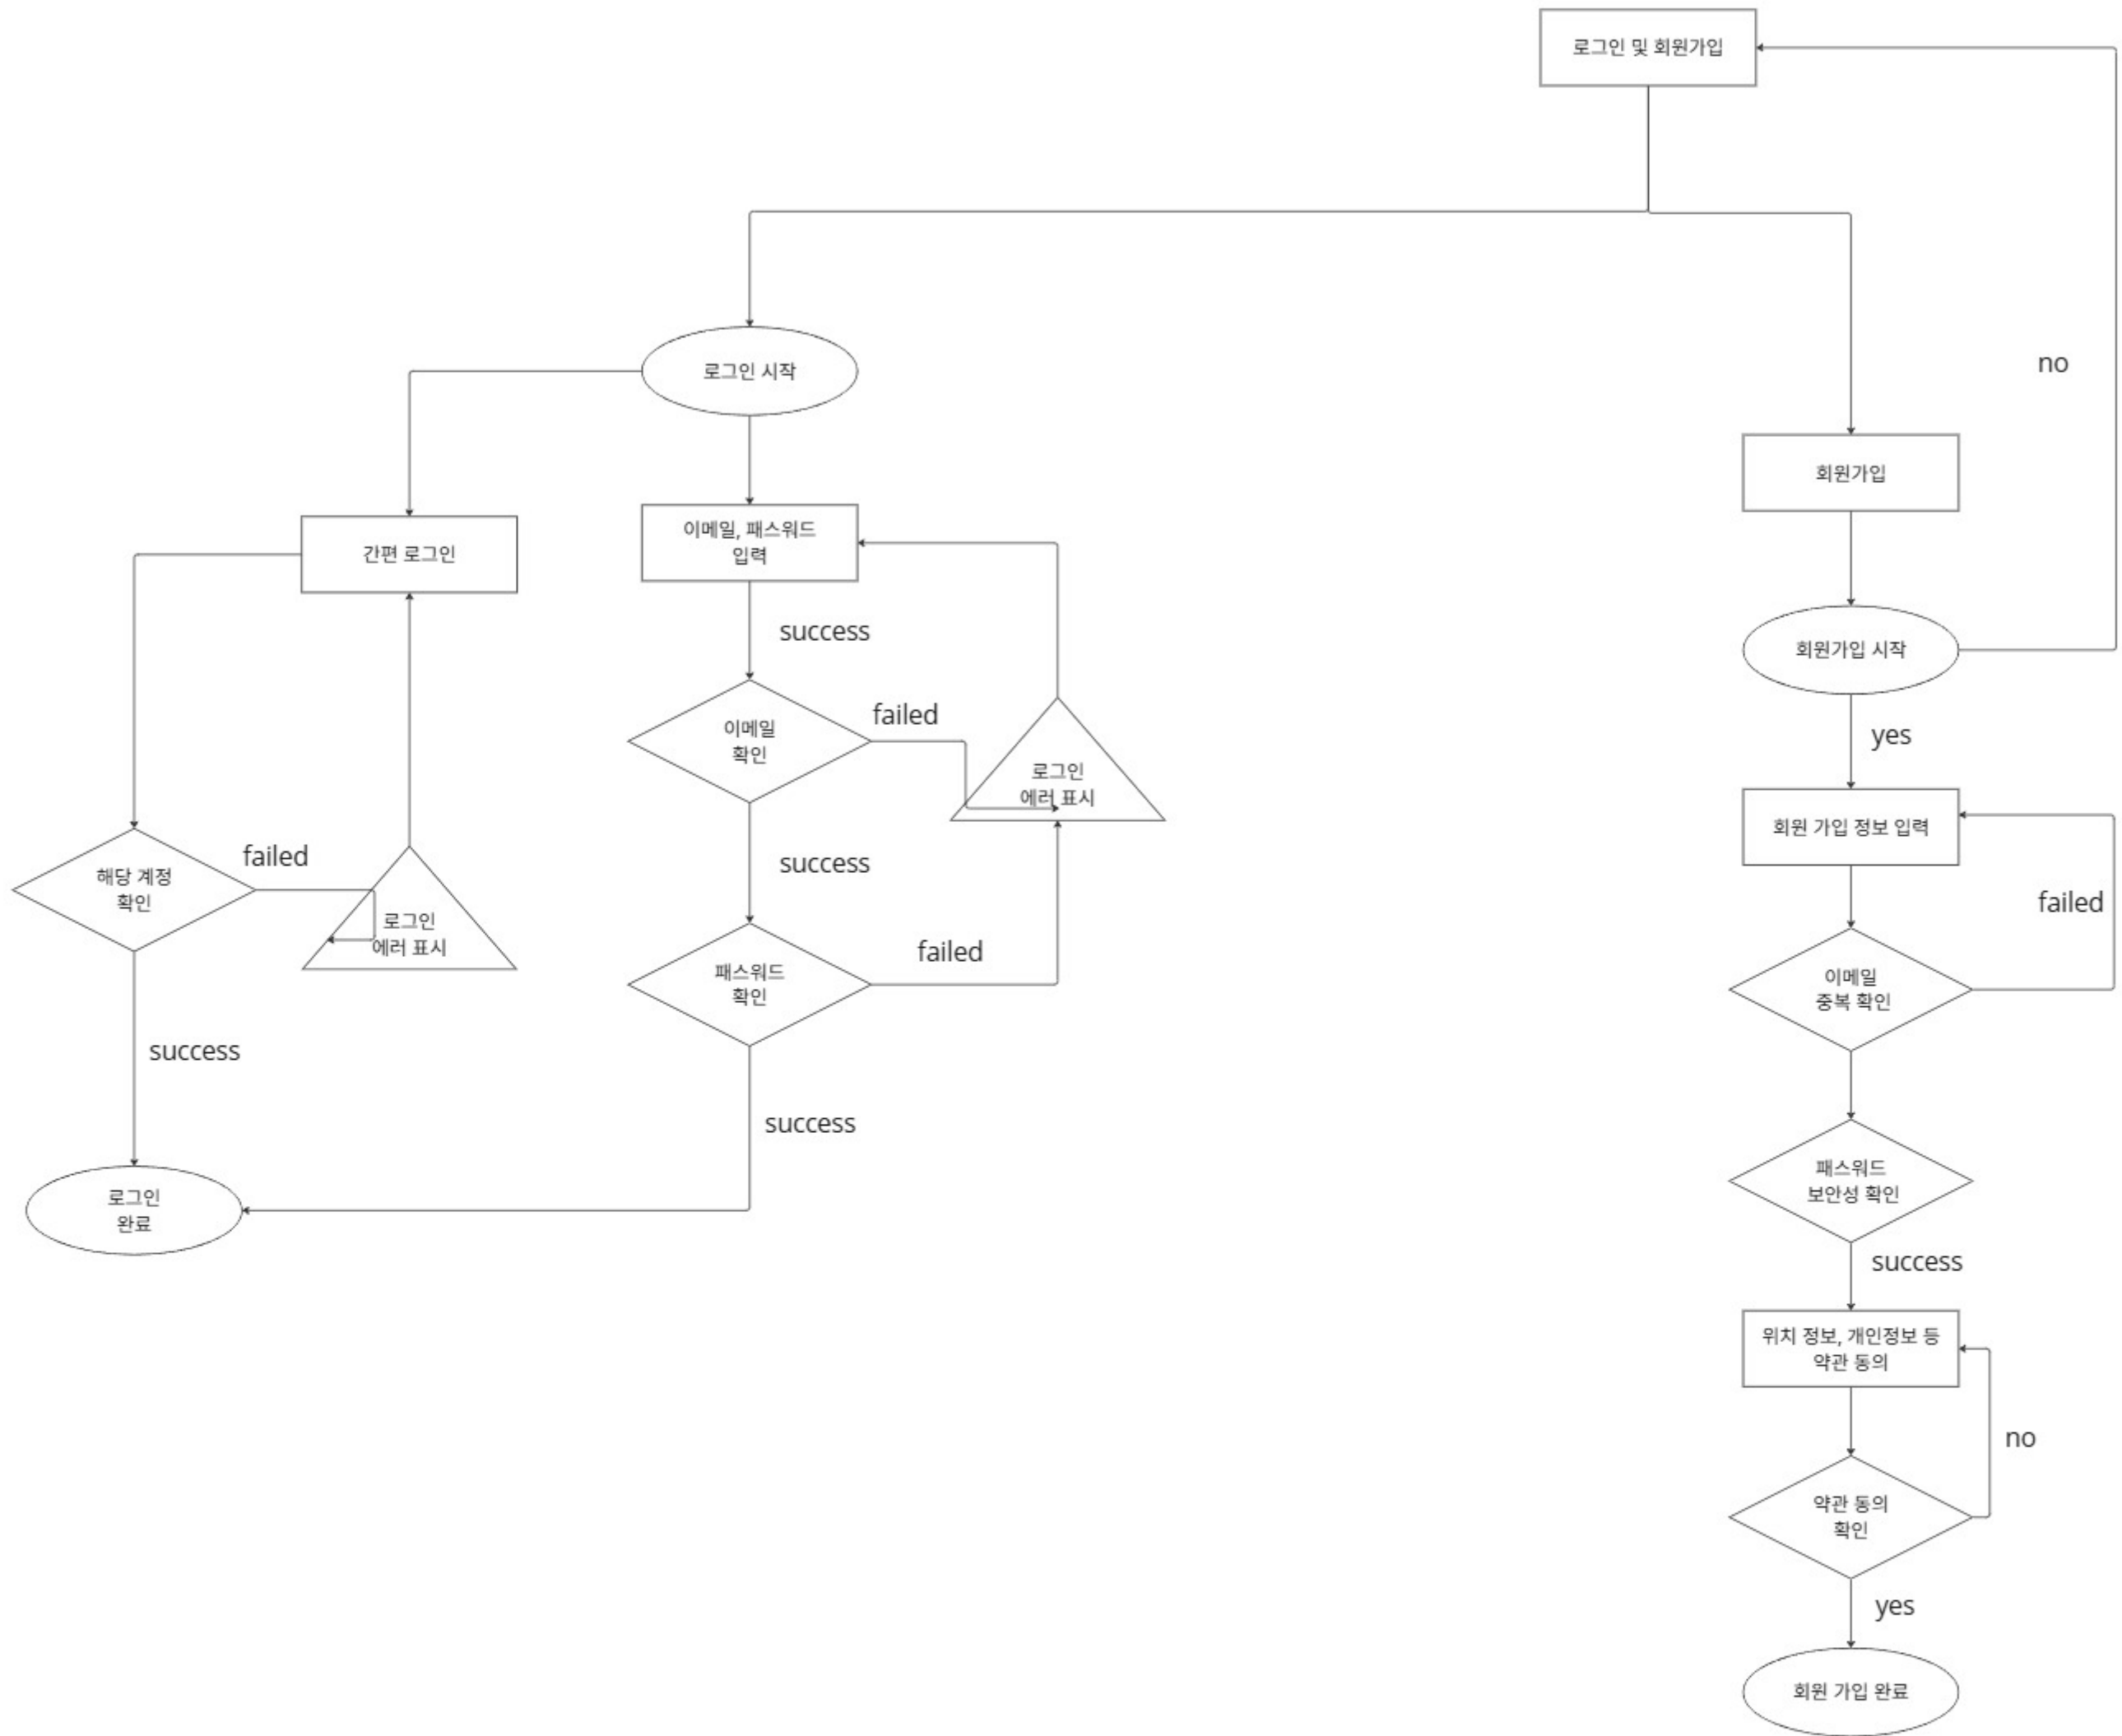 로그인 및 회원가입
no
로그인 시작
회원가입
간편 로그인
이메일, 패스워드
입력
success
회원가입 시작
이메일
확인
failed
로그인
에러 표시
yes
회원 가입 정보 입력
해당 계정
확인
failed
로그인
에러 표시
success
failed
패스워드
확인
failed
이메일
중복 확인
success
success
패스워드
보안성 확인
로그인
완료
success
위치 정보, 개인정보 등
약관 동의
no
약관 동의
확인
yes
회원 가입 완료